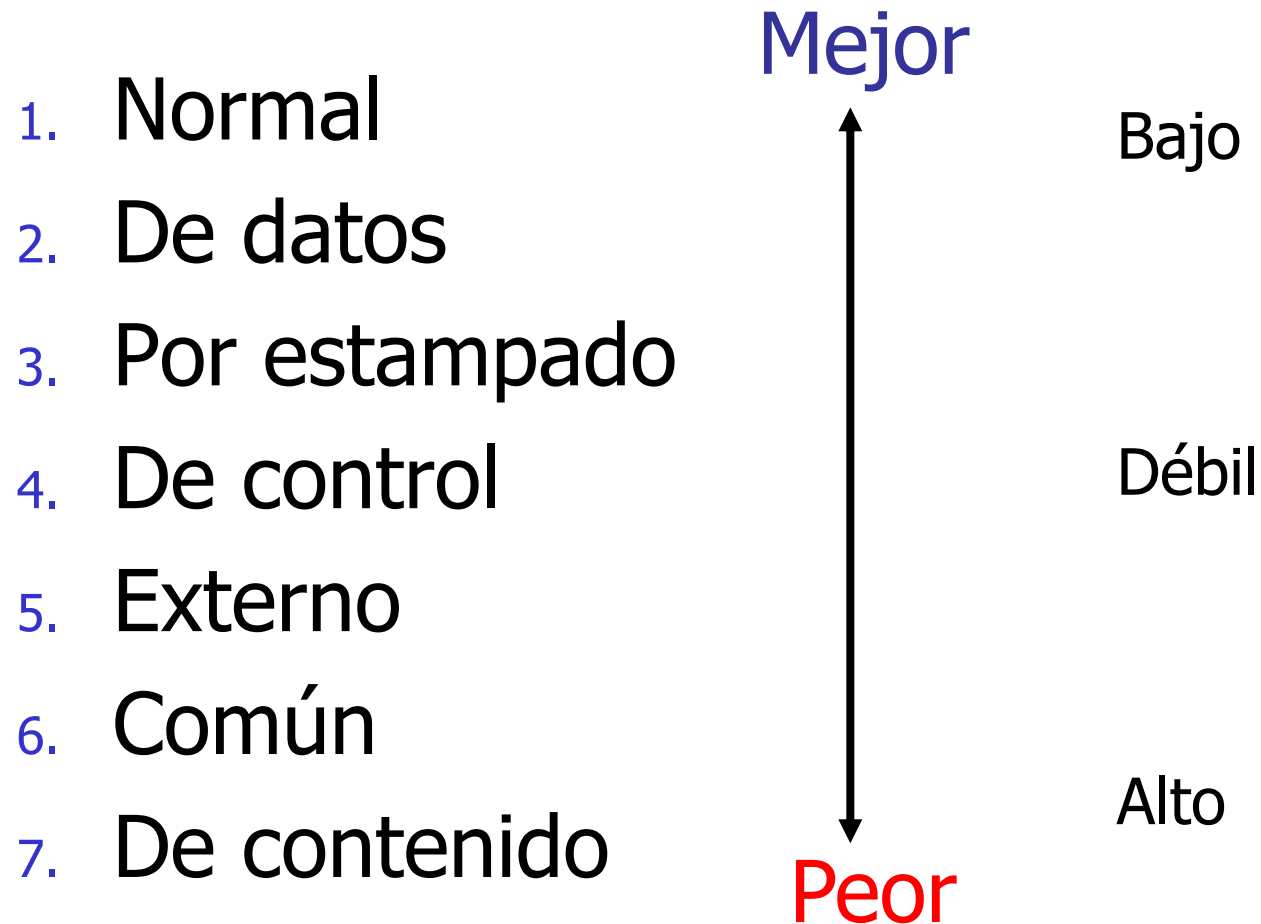 Mejor
1. Normal
Bajo
2. De datos
3. Por estampado
4. De control
Débil
5. Externo
6. Común
Alto
7. De contenido
Peor